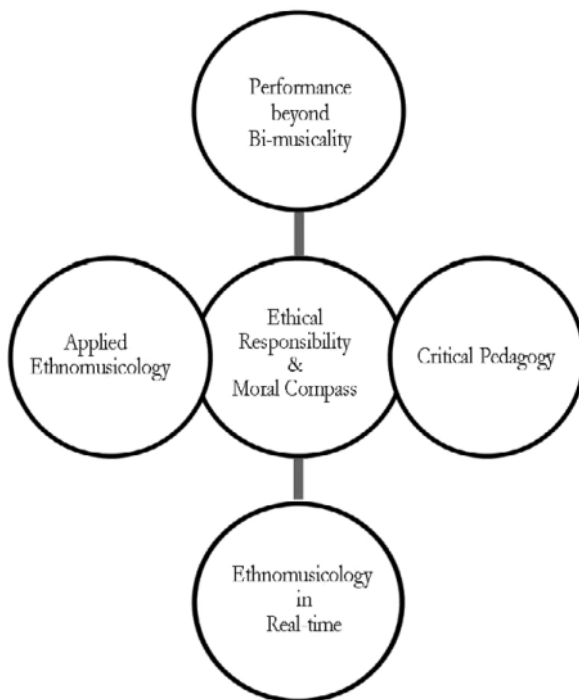 Performance
beyond
Bi-musicality
Applied
Ethnomusicology
Ethical
Responsibility
&
Moral Compass
Critical Pedagogy
Ethnomusicology
in
Real-time